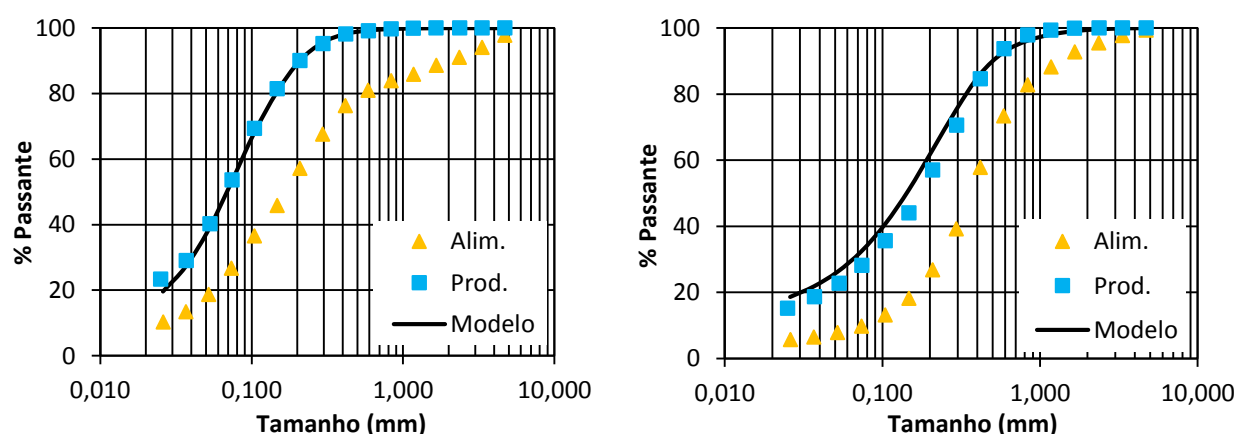 % Passante
100
80
60
40
20
0
Alim.
Prod.
Modelo
0,010
0,100
1,000
10,000
Tamanho (mm)
% Passante
100
80
60
40
20
0
Alim.
Prod.
Modelo
0,010
0,100
1,000
10,000
Tamanho (mm)